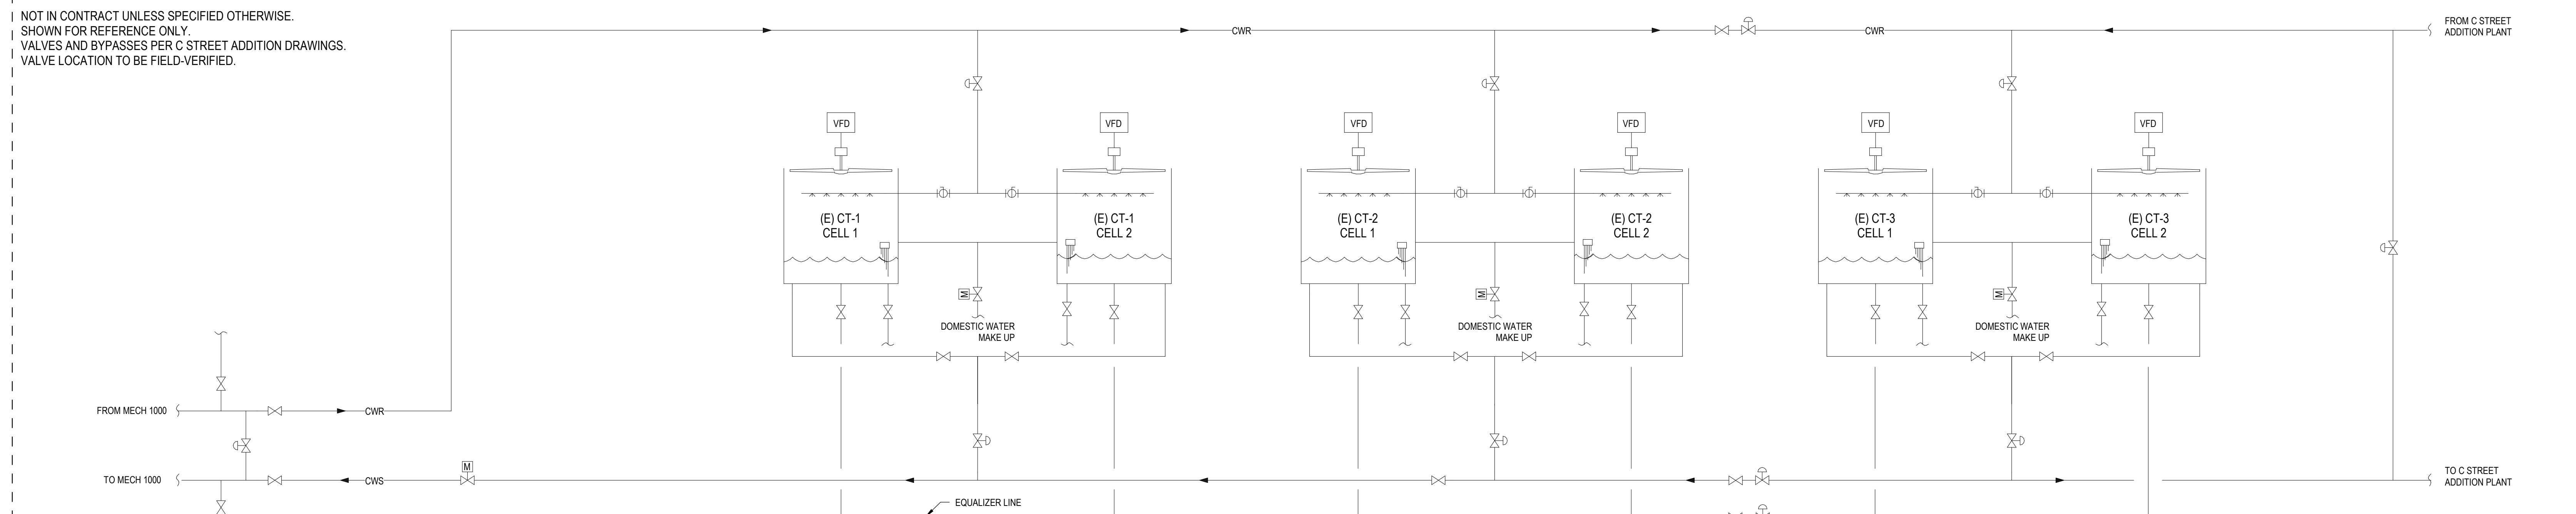 NOT IN CONTRACT UNLESS SPECIFIED OTHERWISE.
SHOWN FOR REFERENCE ONLY.
VALVES AND BYPASSES PER C STREET ADDITION DRAWINGS.
VALVE LOCATION TO BE FIELD-VERIFIED.
CWR
CWR
FROM C STREET
ADDITION PLANT
VFD
VFD
VFD
VFD
VFD
VFD
(E) CT-1
CELL 1
(E) CT-1
CELL 2
(E) CT-2
CELL 1
(E) CT-2
CELL 2
(E) CT-3
CELL 1
(E) CT-3
CELL 2
M
M
M
DOMESTIC WATER
MAKE UP
DOMESTIC WATER
MAKE UP
DOMESTIC WATER
MAKE UP
FROM MECH 1000
CWR
M
TO MECH 1000
CWS
TO C STREET
ADDITION PLANT
EQUALIZER LINE